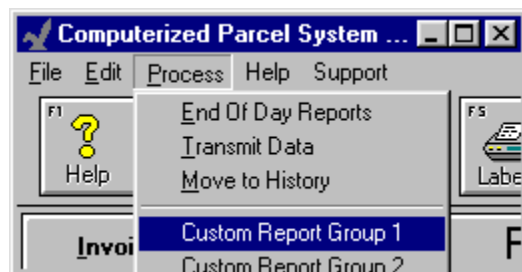 Computerized Parcel System ...
File Edit Process Help Support
F1
Help
End Of Day Reports
Transmit Data
Move to History
Custom Report Group 1
Custom Report Group 2
F5
Labe
Invoi
F